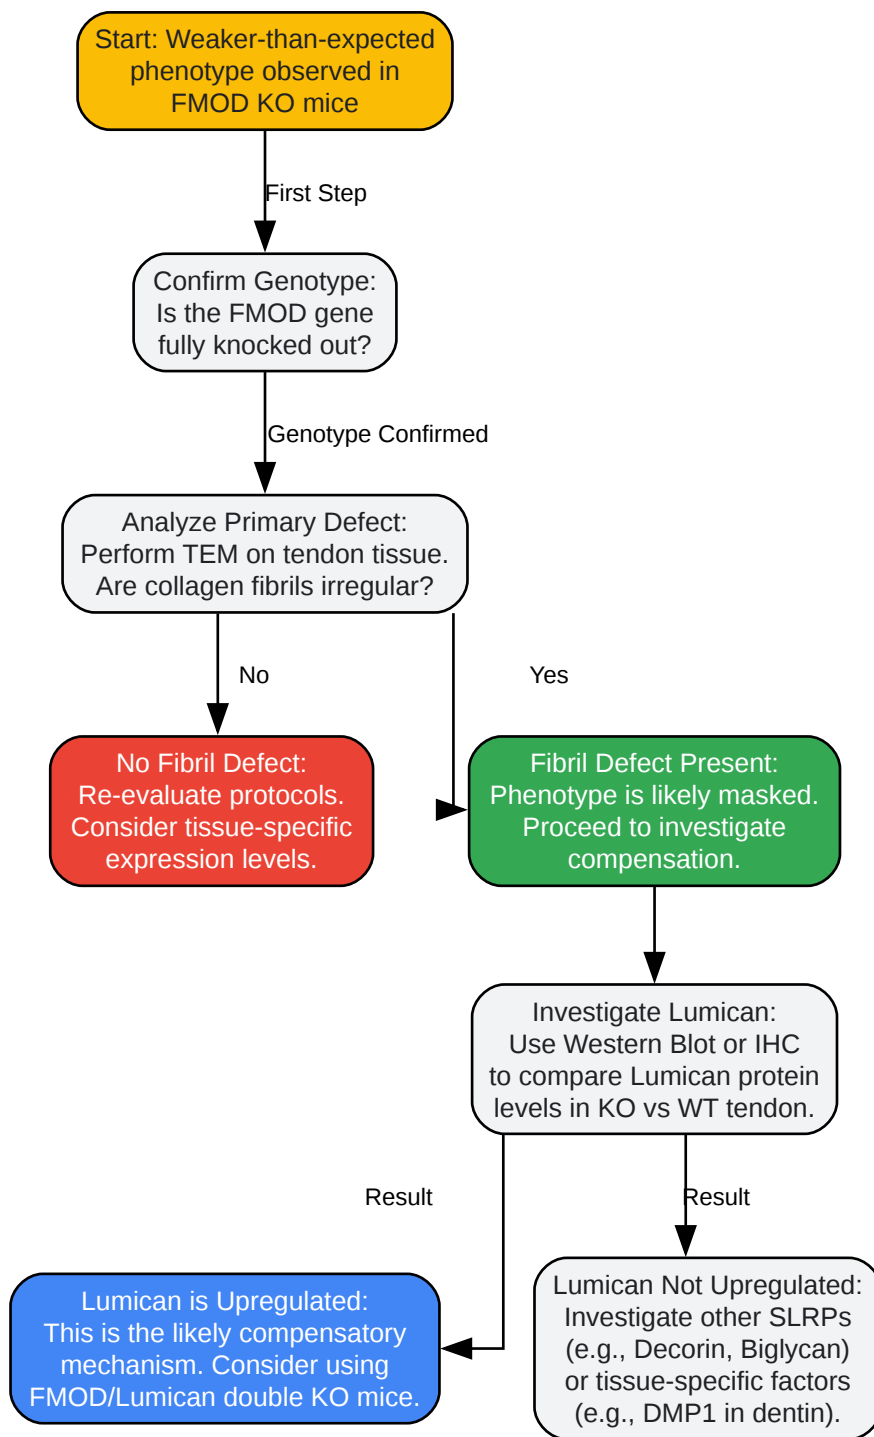 Start: Weaker-than-expected
phenotype observed in
FMOD KO mice
First Step
Confirm Genotype:
Is the FMOD gene
fully knocked out?
Genotype Confirmed
Analyze Primary Defect:
Perform TEM on tendon tissue.
Are collagen fibrils irregular?
No
Yes
No Fibril Defect:
Re-evaluate protocols.
Consider tissue-specific
expression levels.
Fibril Defect Present:
Phenotype is likely masked.
Proceed to investigate
compensation.
Investigate Lumican:
Use Western Blot or IHC
to compare Lumican protein
levels in KO vs WT tendon.
Result
Result
Lumican is Upregulated:
This is the likely compensatory
mechanism. Consider using
FMOD/Lumican double KO mice.
Lumican Not Upregulated:
Investigate other SLRPs
(e.g., Decorin, Biglycan)
or tissue-specific factors
(e.g., DMP1 in dentin).